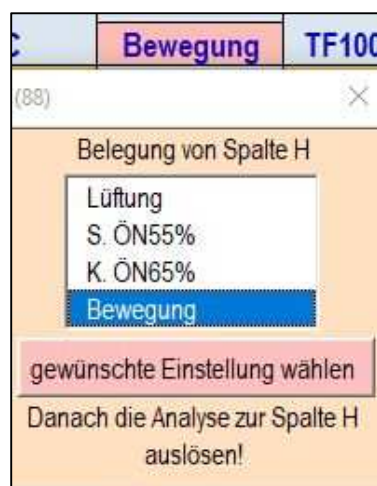 C Bewegung TF100
(88)
Belegung von Spalte H
Lüftung
S. ÖN55%
K. ÖN65%
Bewegung
gewünschte Einstellung wählen
Danach die Analyse zur Spalte H
auslösen!